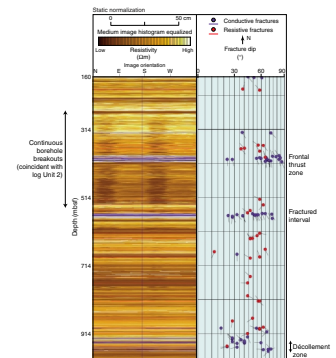 Static normalization
0 50 cm
Medium image histogram equalized
Low High
Resistivity
(Ωm)
Image orientation
N E S W
Conductive fractures
Resistive fractures
N
Fracture dip
(°)
0 30 60 90
160
314
514
714
914
Depth (mbsf)
Continuous
borehole
breakouts
(coincident with
log Unit 2)
Frontal
thrust
zone
Fractured
interval
Décollement
zone